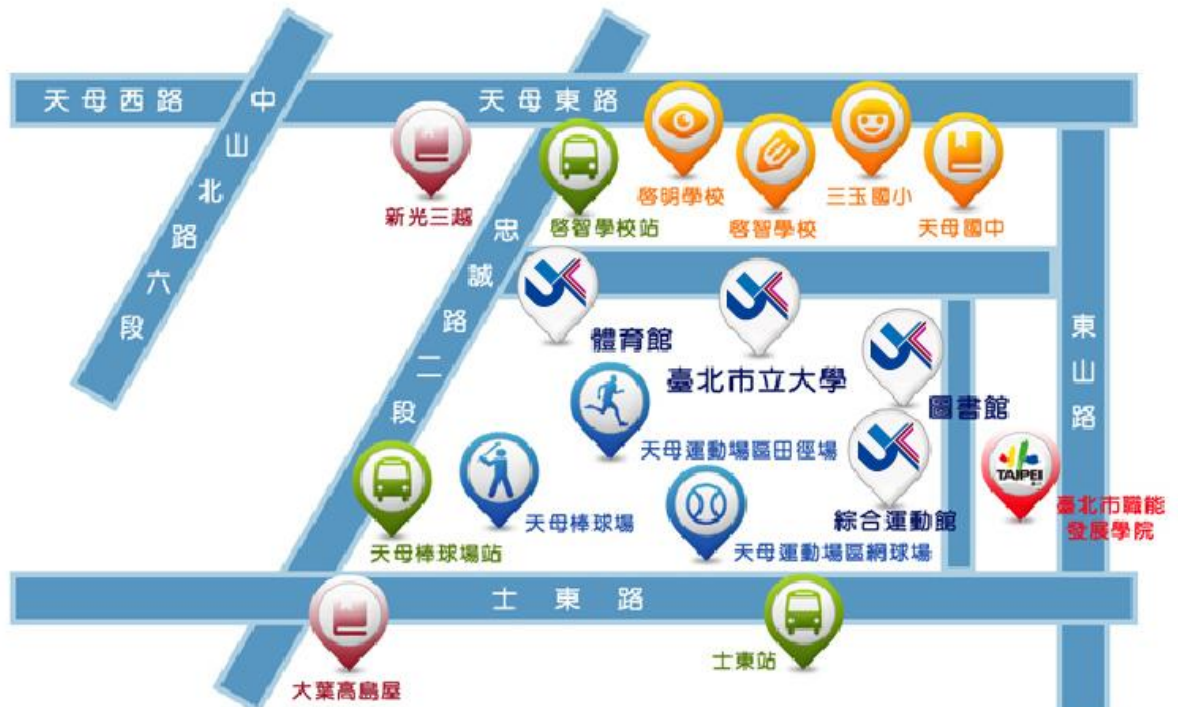 天母西路
中山北路六段
天母東路
新光三越
啓智學校站
啓明學校
啓智學校
三玉國小
天母國中
忠誠路二段
體育館
臺北市立大學
圖書館
東山路
天母運動場區田徑場
TAIPEI
臺北市職能
發展學院
天母棒球場站
天母棒球場
天母運動場區網球場
綜合運動館
士東路
大葉高島屋
士東站